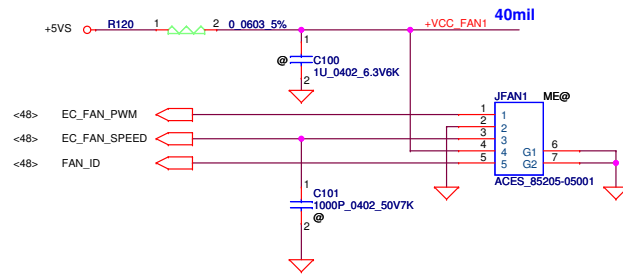 40mil
+5VS R120 1 2 0_0603_5% +VCC_FAN1
1
@ C100
1U_0402_6.3V6K
2
JFAN1 ME@
<48> EC_FAN_PWM 1 1
2 2
<48> EC_FAN_SPEED 3 3
4 4 G1 6
<48> FAN_ID 5 5 G2 7
ACES_85205-05001
1
C101
1000P_0402_50V7K
@
2